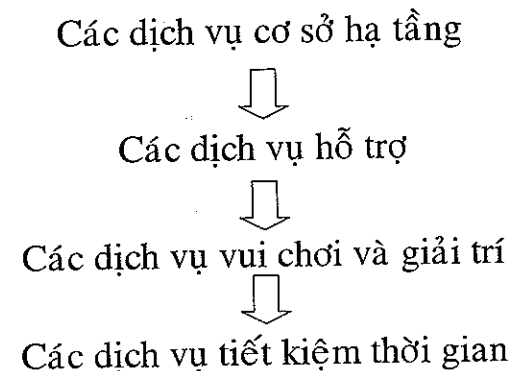 Các dịch vụ cơ sở hạ tầng
Các dịch vụ hỗ trợ
Các dịch vụ vui chơi và giải trí
Các dịch vụ tiết kiệm thời gian